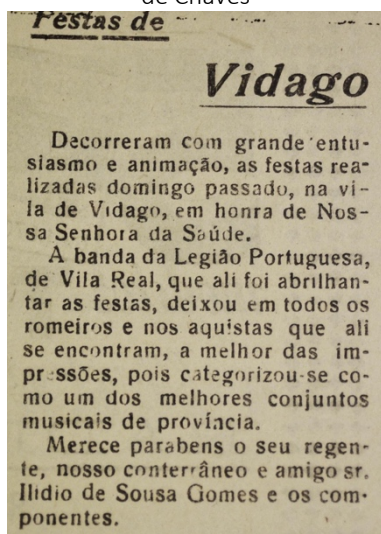 de Chaves
Festas de
Vidago
Decorreram com grande entu-
siasmo e animação, as festas rea-
lizadas domingo passado, na vi-
la de Vidago, em honra de Nos-
sa Senhora da Saúde.
A banda da Legião Portuguesa,
de Vila Real, que ali foi abrilhan-
tar as festas, deixou em todos os
romeiros e nos aquistas que ali
se encontram, a melhor das im-
pressões, pois categorizou-se co-
mo um dos melhores conjuntos
musicais de província.
Merece parabens o seu regen-
te, nosso conterrâneo e amigo sr.
Ilidio de Sousa Gomes e os com-
ponentes.